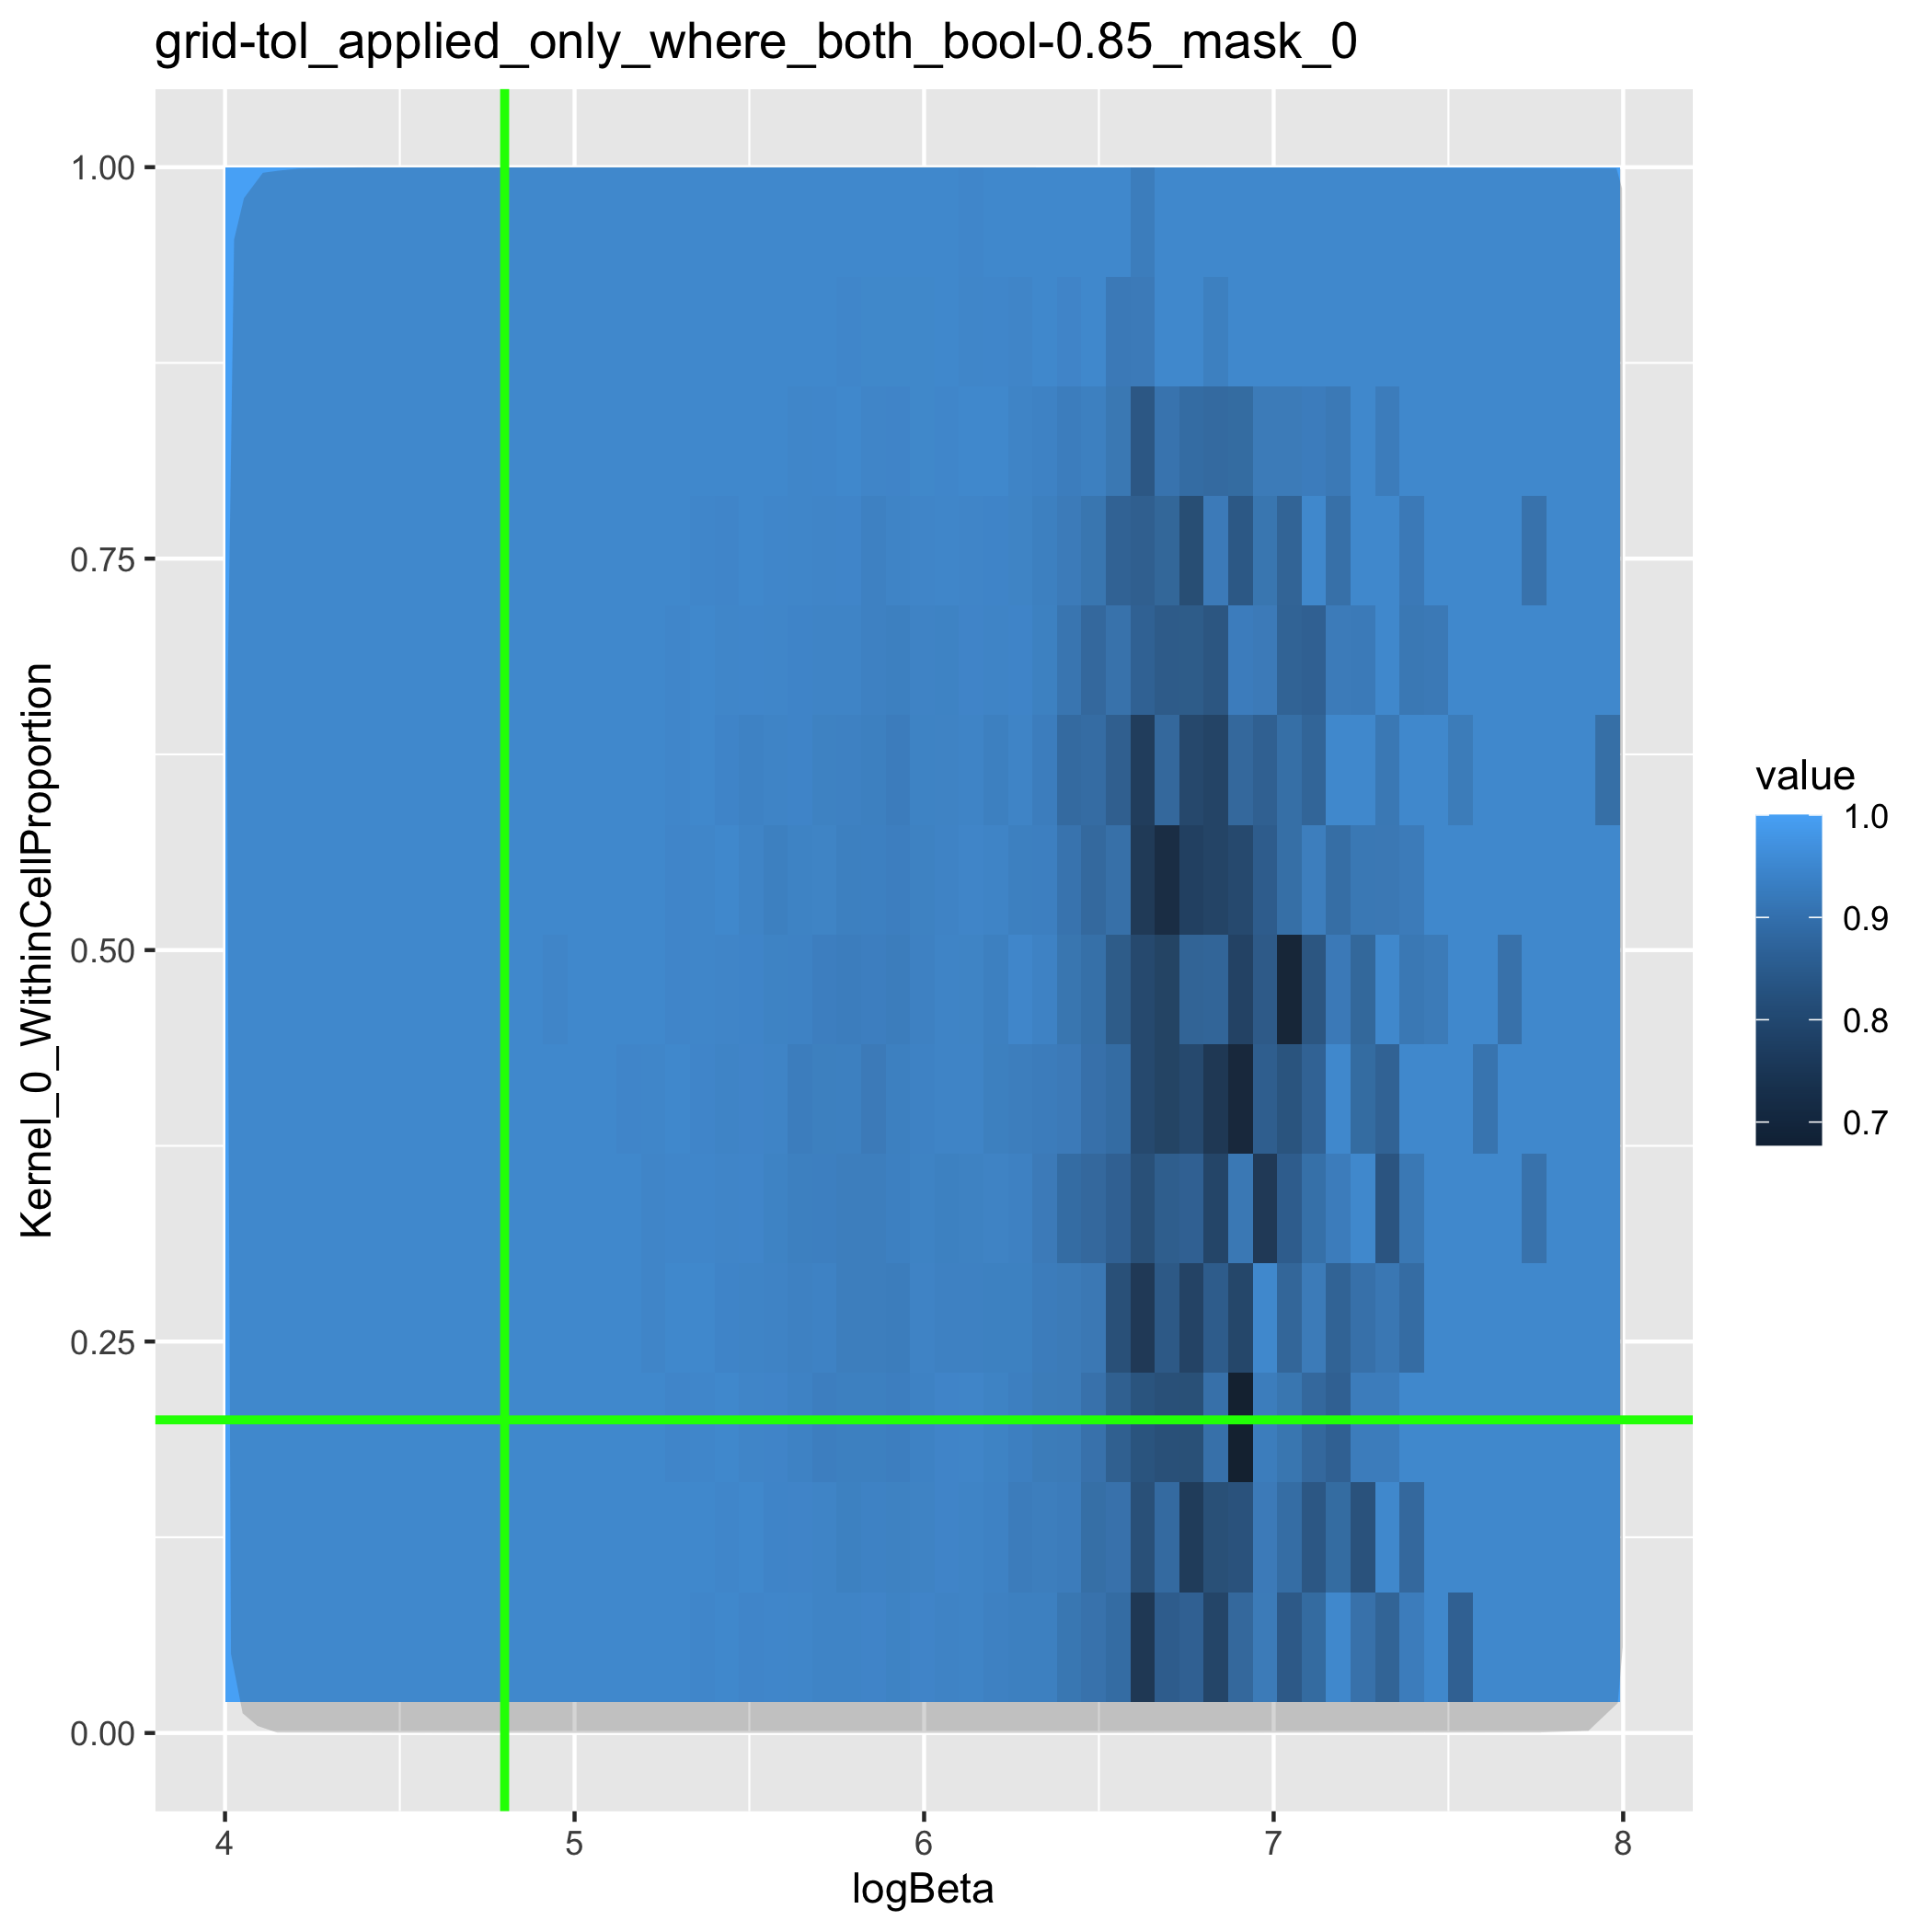 grid-tol_applied_only_where_both_bool-0.85_mask_0
Kernel_0_WithinCellProportion
1.00
0.75
0.50
0.25
0.00
4 5 6 7 8
logBeta
value
1.0
0.9
0.8
0.7